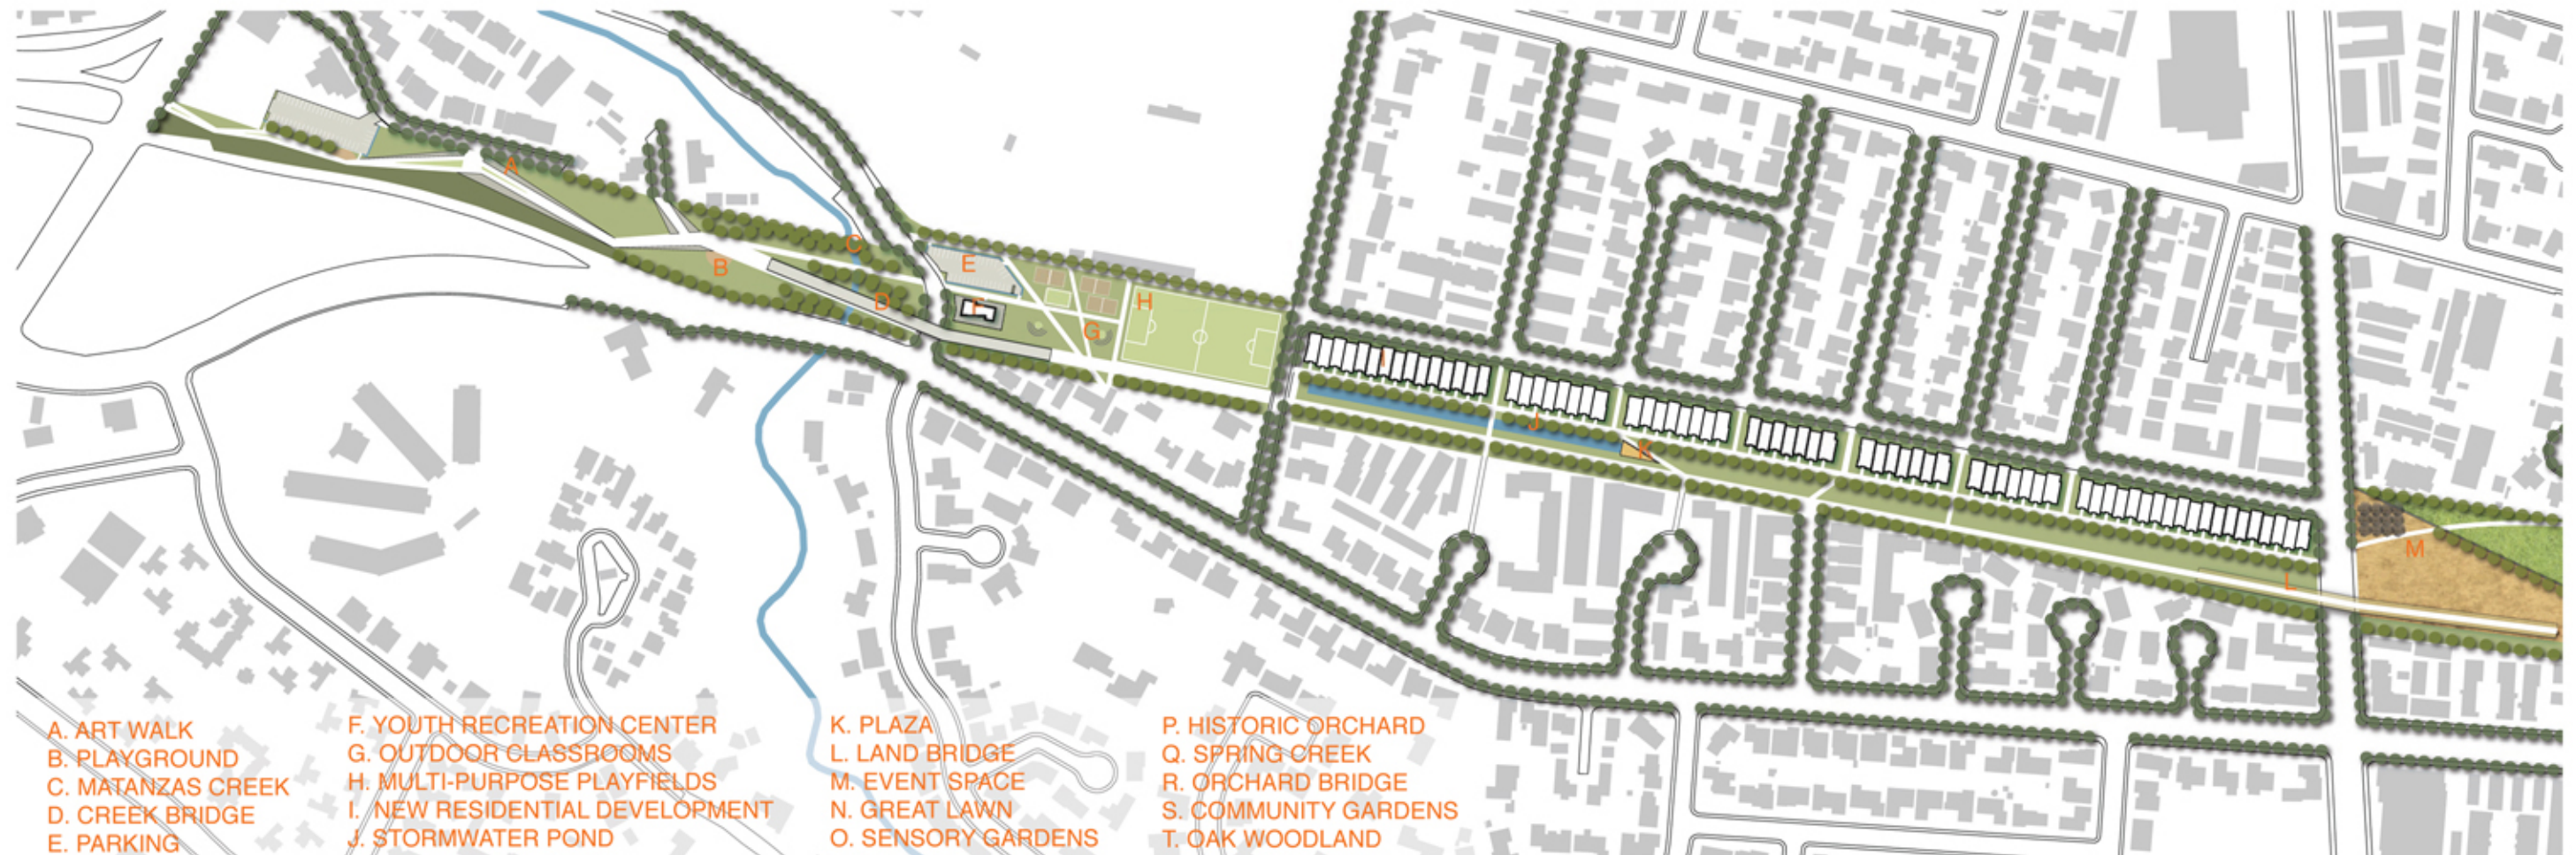 A
B
C
D
E
F
G
H
I
J
K
L
M
A. ART WALK
B. PLAYGROUND
C. MATANZAS CREEK
D. CREEK BRIDGE
E. PARKING
F. YOUTH RECREATION CENTER
G. OUTDOOR CLASSROOMS
H. MULTI-PURPOSE PLAYFIELDS
I. NEW RESIDENTIAL DEVELOPMENT
J. STORMWATER POND
K. PLAZA
L. LAND BRIDGE
M. EVENT SPACE
N. GREAT LAWN
O. SENSORY GARDENS
P. HISTORIC ORCHARD
Q. SPRING CREEK
R. ORCHARD BRIDGE
S. COMMUNITY GARDENS
T. OAK WOODLAND